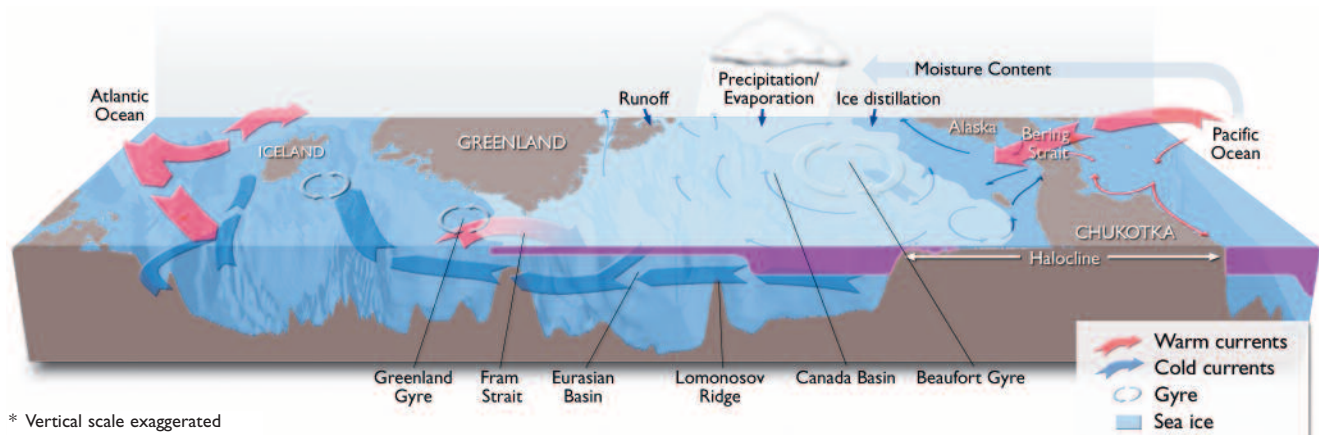 Atlantic
Ocean
ICELAND
GREENLAND
Runoff
Precipitation/
Evaporation
Ice distillation
Moisture Content
Alaska
Bering
Strait
Pacific
Ocean
CHUKOTKA
Halocline
Greenland
Gyre
Fram
Strait
Eurasian
Basin
Lomonosov
Ridge
Canada Basin
Beaufort Gyre
Warm currents
Cold currents
Gyre
Sea ice
* Vertical scale exaggerated